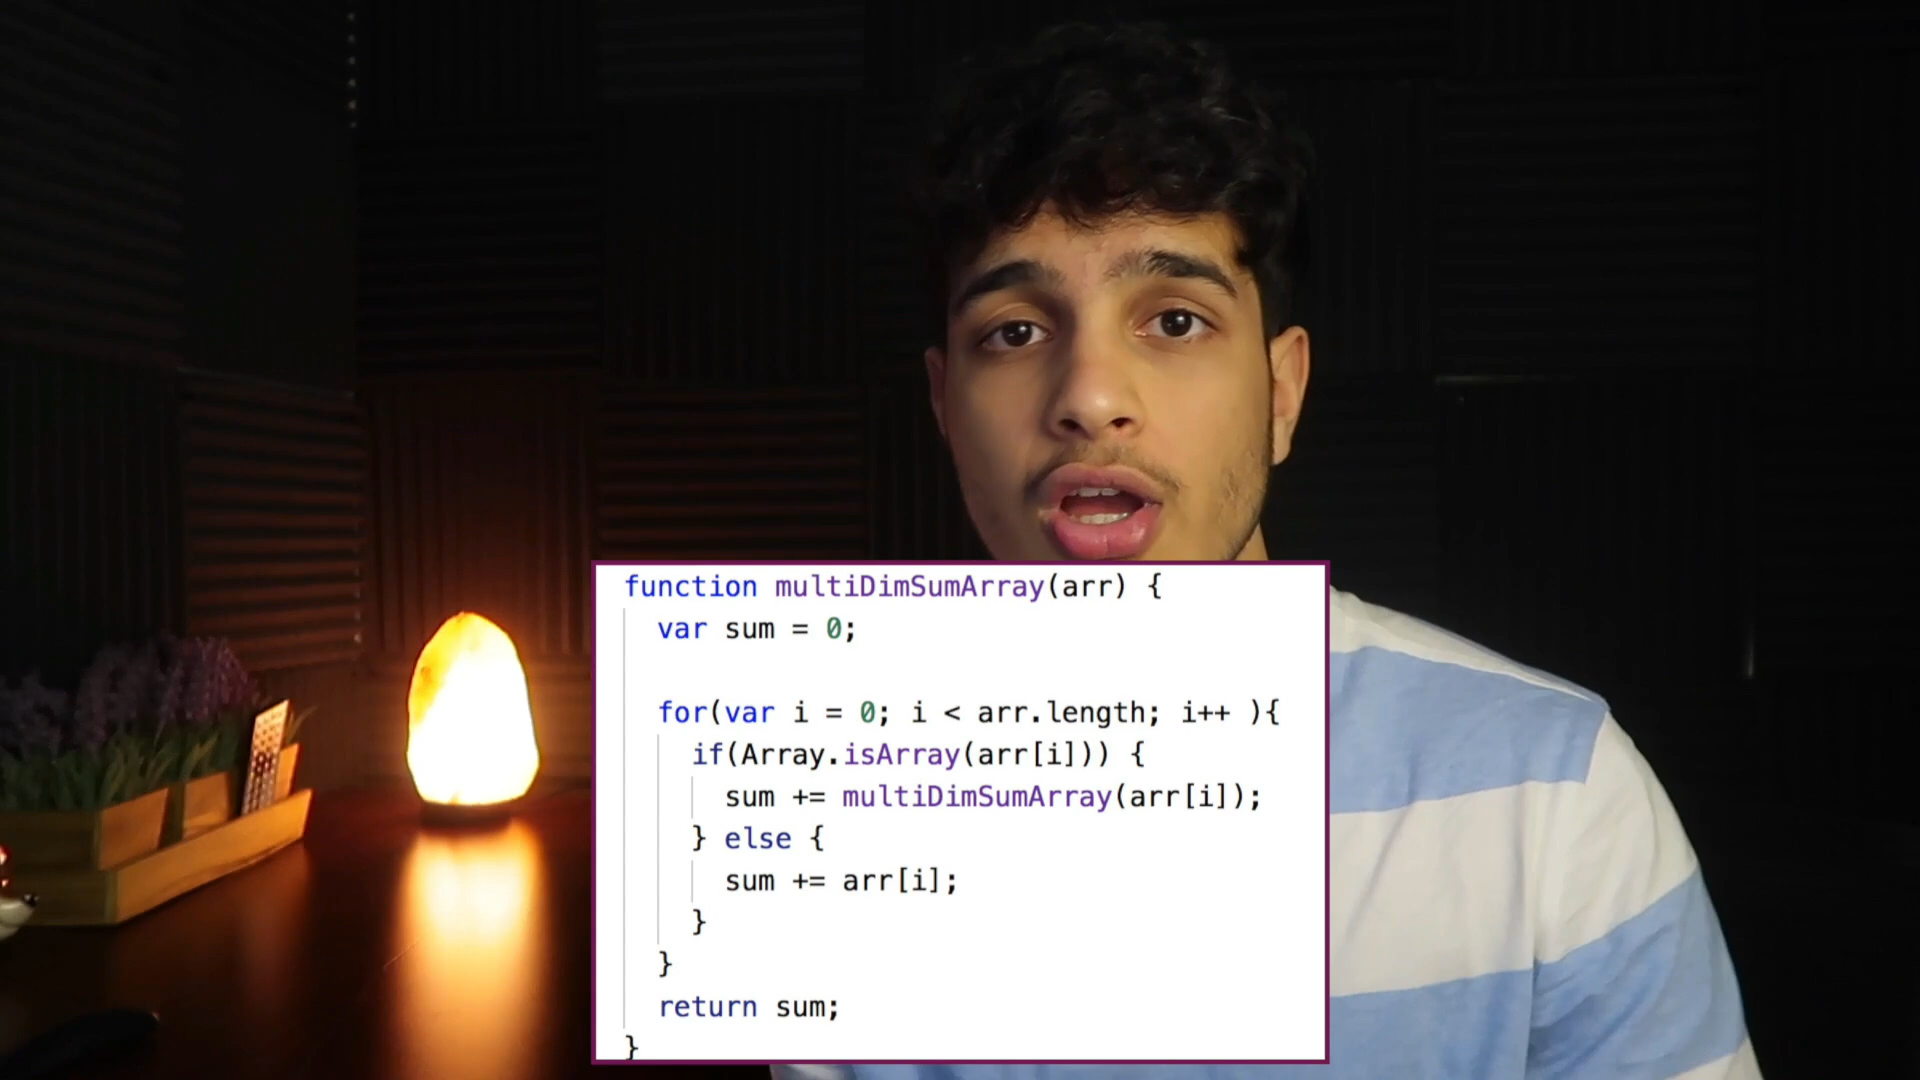 function multiDimSumArray(arr) {
var sum = 0;
for(var i = 0; i < arr.length; i++ ){
if(Array.isArray(arr[i])) {
sum += multiDimSumArray(arr[i]);
} else {
sum += arr[i];
}
}
return sum;
}